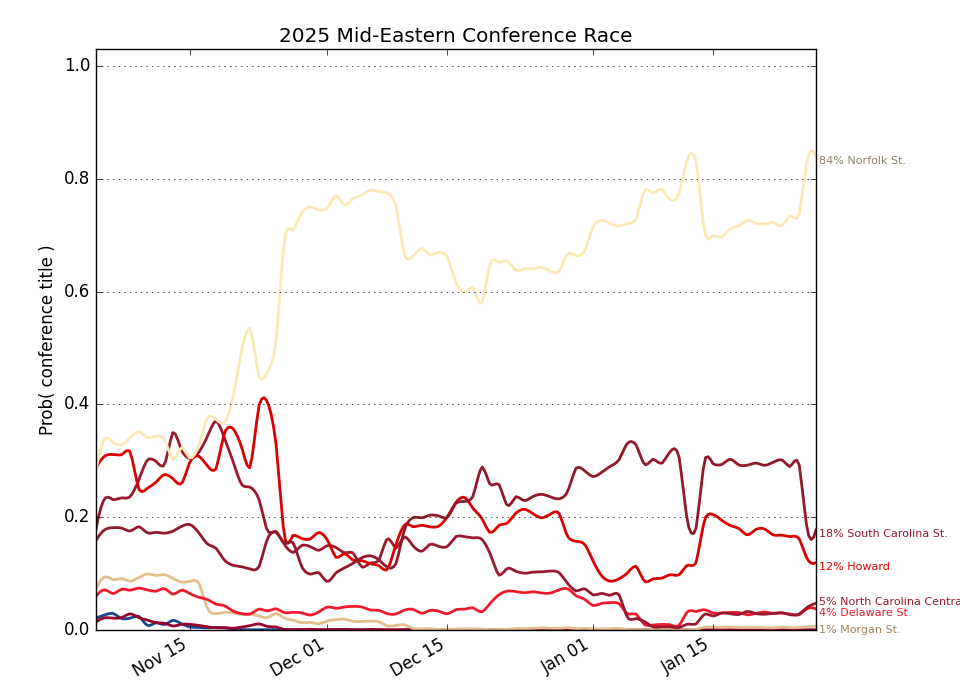 2025 Mid-Eastern Conference Race
Prob( conference title )
1.0
0.8
0.6
0.4
0.2
0.0
Nov 15
Dec 01
Dec 15
Jan 01
Jan 15
84% Norfolk St.
18% South Carolina St.
12% Howard
5% North Carolina Centra
4% Delaware St.
1% Morgan St.